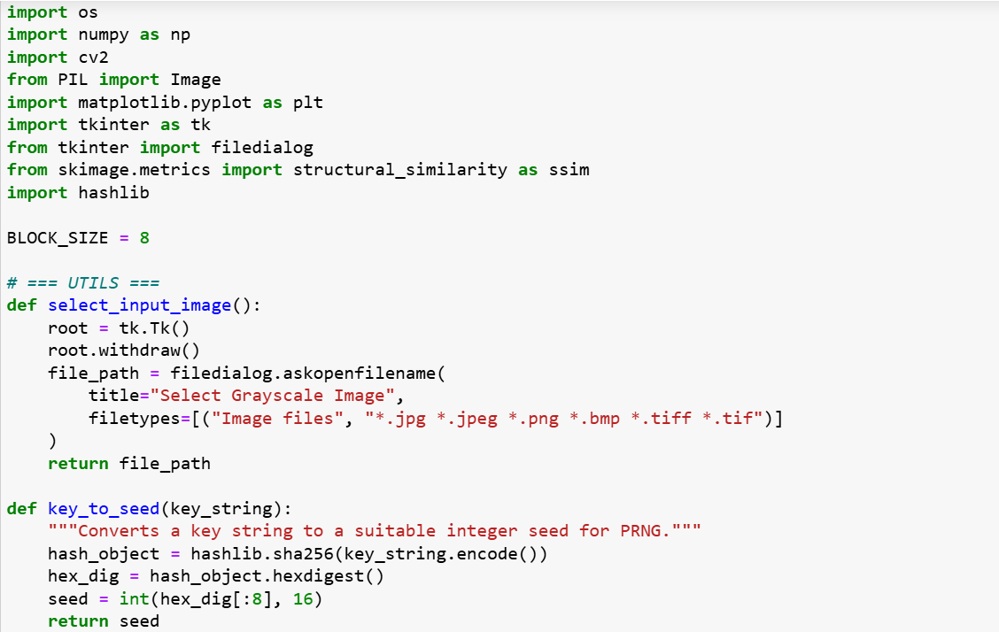 import os
import numpy as np
import cv2
from PIL import Image
import matplotlib.pyplot as plt
import tkinter as tk
from tkinter import filedialog
from skimage.metrics import structural_similarity as ssim
import hashlib

BLOCK_SIZE = 8

# === UTILS ===
def select_input_image():
    root = tk.Tk()
    root.withdraw()
    file_path = filedialog.askopenfilename(
        title="Select Grayscale Image",
        filetypes=[("Image files", "*.jpg *.jpeg *.png *.bmp *.tiff *.tif")]
    )
    return file_path

def key_to_seed(key_string):
    """Converts a key string to a suitable integer seed for PRNG."""
    hash_object = hashlib.sha256(key_string.encode())
    hex_dig = hash_object.hexdigest()
    seed = int(hex_dig[:8], 16)
    return seed